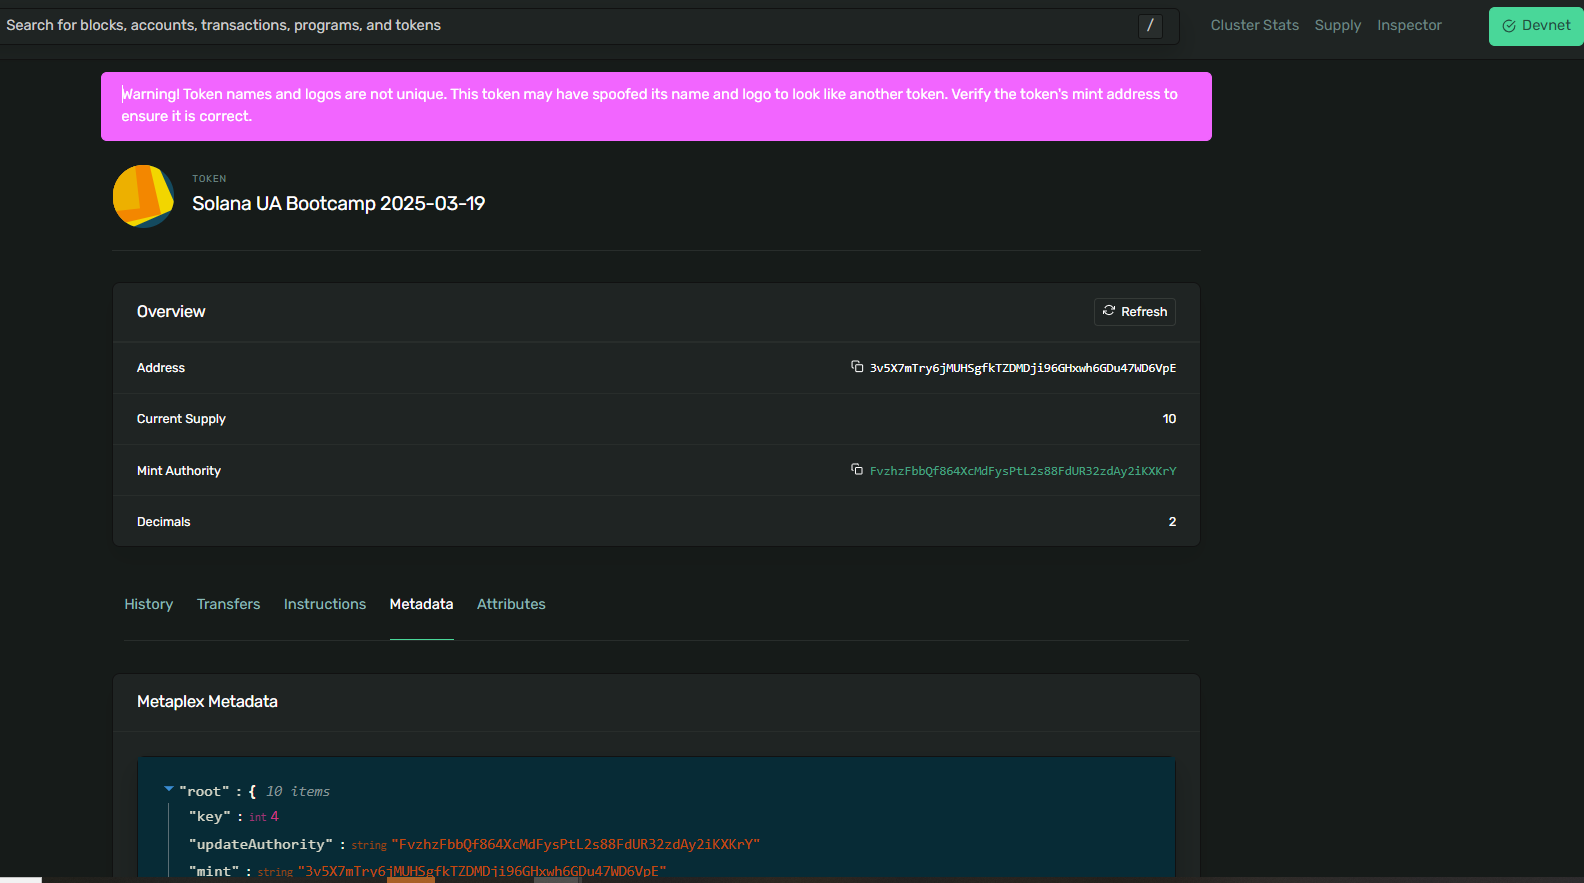 Search for blocks, accounts, transactions, programs, and tokens
/
Cluster Stats
Supply
Inspector
Devnet
Warning! Token names and logos are not unique. This token may have spoofed its name and logo to look like another token. Verify the token's mint address to
ensure it is correct.
TOKEN
Solana UA Bootcamp 2025-03-19
Overview
Refresh
Address
3v5X7mTry6jMUHSgfkTZDMDji96GHxwh6GDu47WD6VpE
Current Supply
10
Mint Authority
FvzhzFbbQf864XcMdFysPtL2s88FdUR32zdAy2iKXKrY
Decimals
2
History
Transfers
Instructions
Metadata
Attributes
Metaplex Metadata
"root" : { 10 items
"key" : int 4
"updateAuthority" : string "FvzhzFbbQf864XcMdFysPtL2s88FdUR32zdAy2iKXKrY"
"mint" : string "3v5X7mTry6jMUHSgfkTZDMDji96GHxwh6GDu47WD6VpE"